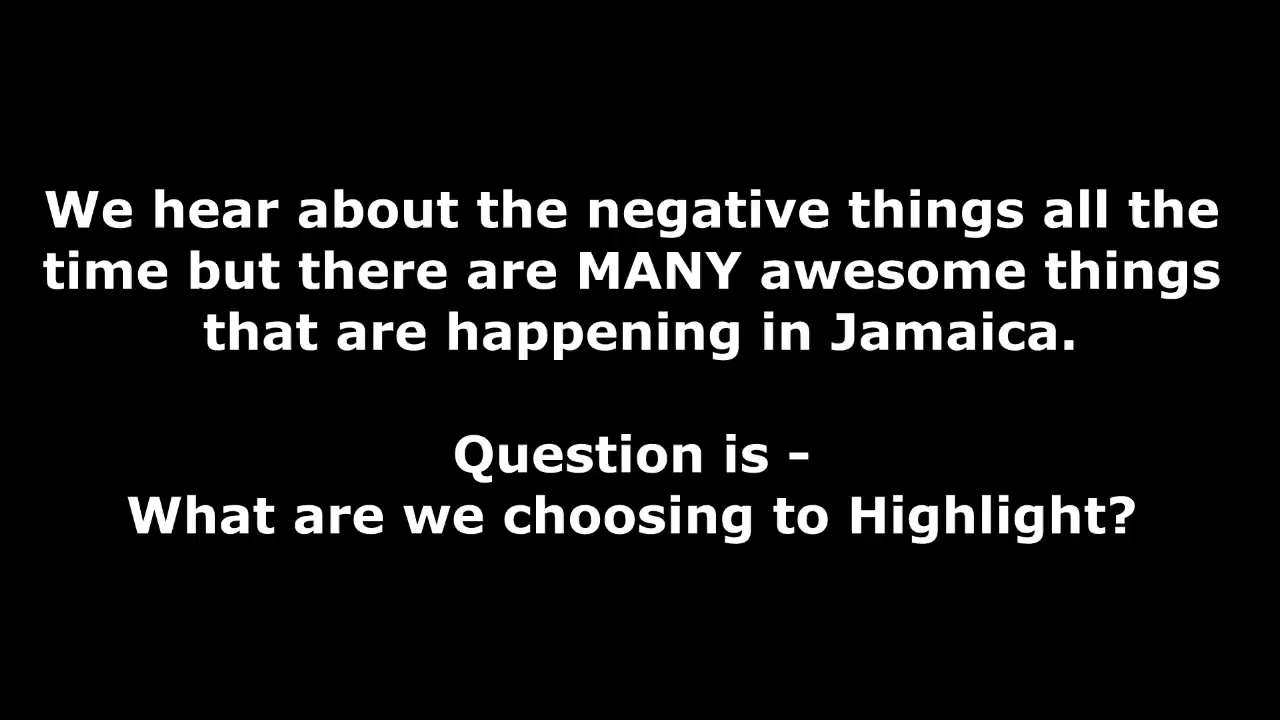 We hear about the negative things all the
time but there are MANY awesome things
that are happening in Jamaica.
Question is -
What are we choosing to Highlight?